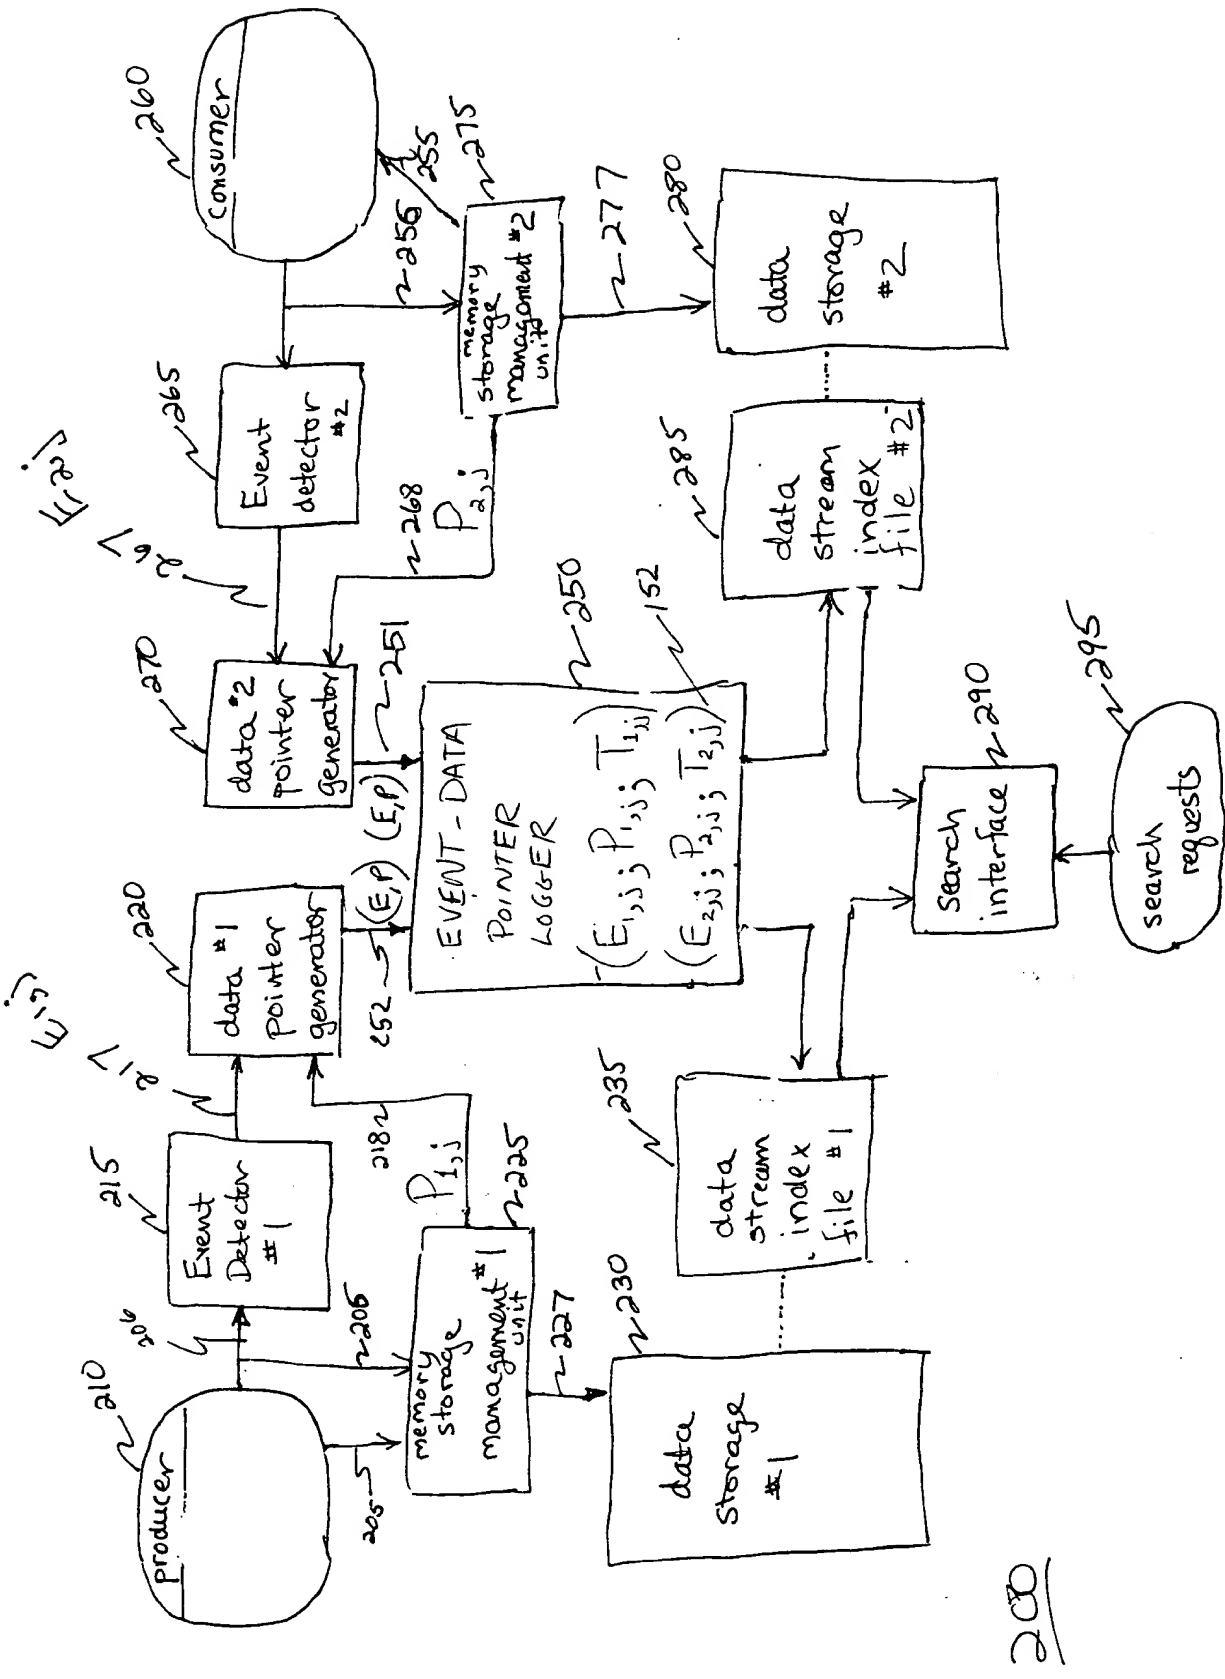 producer
210
206
205
206
Event
Detector
#1
215
217
E1,j
data #1
pointer
generator
220
218
P1,j
memory
storage
management #1
unit
225
227
data
storage
#1
230
data
stream
index
file #1
235
252
(E,P)
(E,P)
251
EVENT-DATA
POINTER
LOGGER
(E1,j; P1,j; T1,j)
(E2,j; P2,j; T2,j)
250
152
data #2
pointer
generator
270
267
E2,j
268
P2,j
Event
detector
#2
265
consumer
260
255
256
memory
storage
management #2
unit
275
277
data
storage
#2
280
data
stream
index
file #2
285
search
interface
290
search
requests
295
200